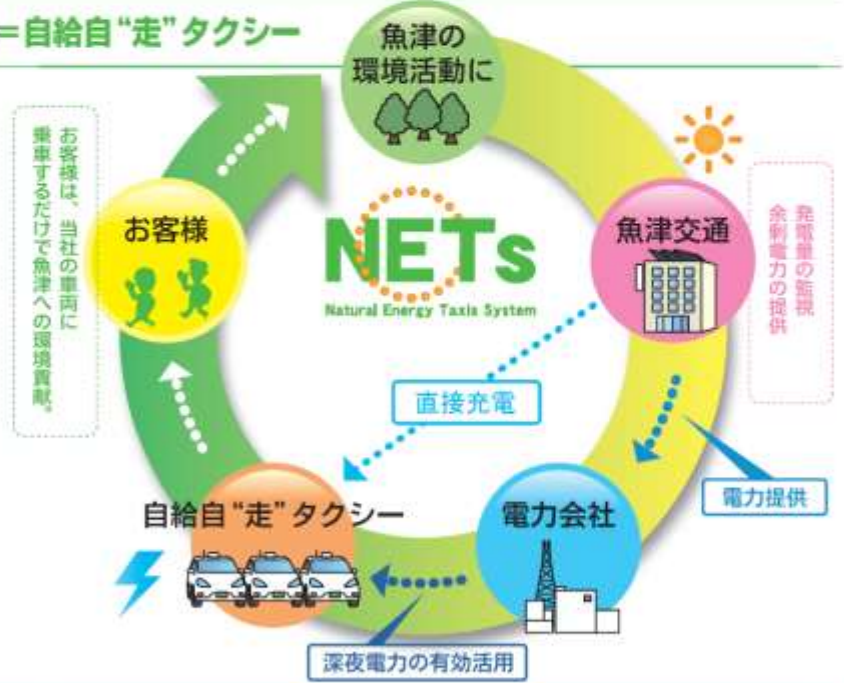 ＝自給自“走”タクシー
魚津の
環境活動に
お客様は、当社の車両に
乗車するだけで魚津への環境貢献。
お客様
NETs
Natural Energy Taxis System
魚津交通
発電量の監視
余剰電力の提供
直接充電
電力提供
自給自“走”タクシー
電力会社
深夜電力の有効活用